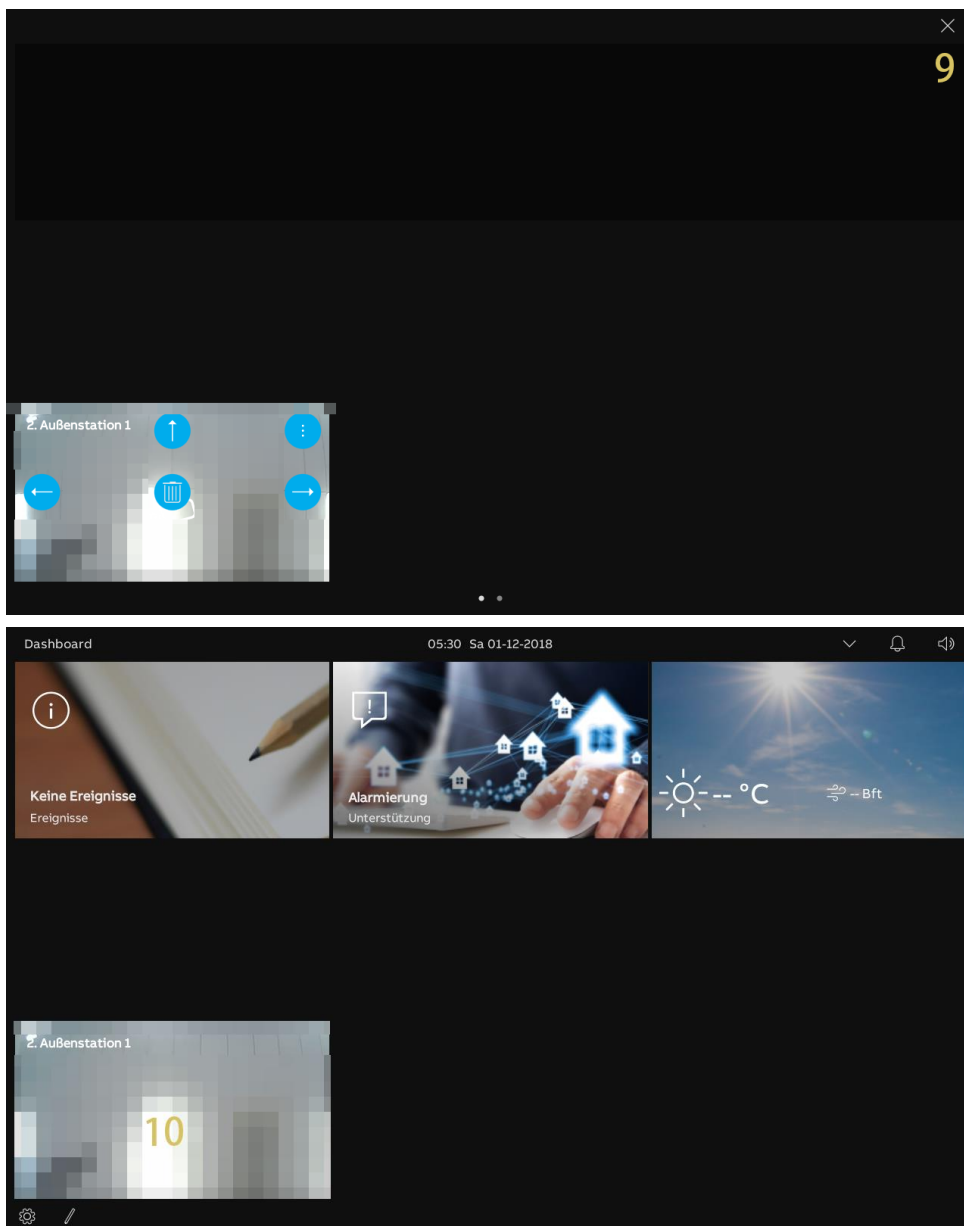 9
2. Außenstation 1
Dashboard
05:30 Sa 01-12-2018
Keine Ereignisse
Ereignisse
Alarmierung
Unterstützung
-- °C
-- Bft
2. Außenstation 1
10